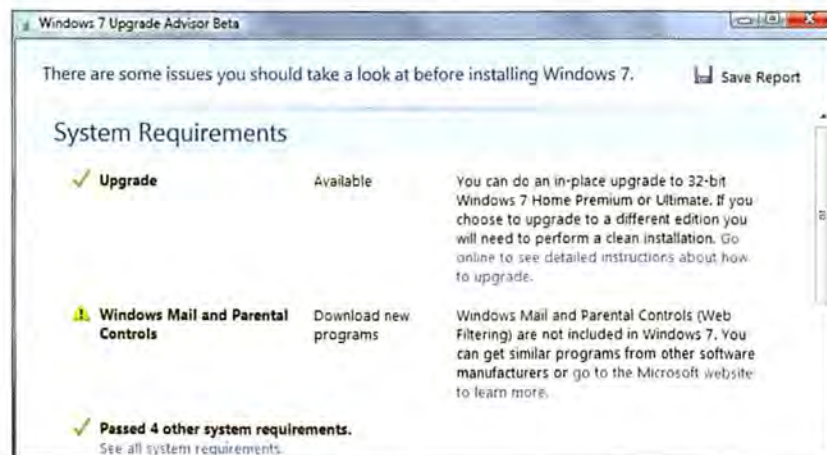 Windows 7 Upgrade Advisor Beta
There are some issues you should take a look at before installing Windows 7.
Save Report
System Requirements
Upgrade
Available
You can do an in-place upgrade to 32-bit
Windows 7 Home Premium or Ultimate. If you
choose to upgrade to a different edition you
will need to perform a clean installation. Go
online to see detailed instructions about how
to upgrade.
Windows Mail and Parental
Controls
Download new
programs
Windows Mail and Parental Controls (Web
Filtering) are not included in Windows 7. You
can get similar programs from other software
manufacturers or go to the Microsoft website
to learn more.
Passed 4 other system requirements.
See all system requirements